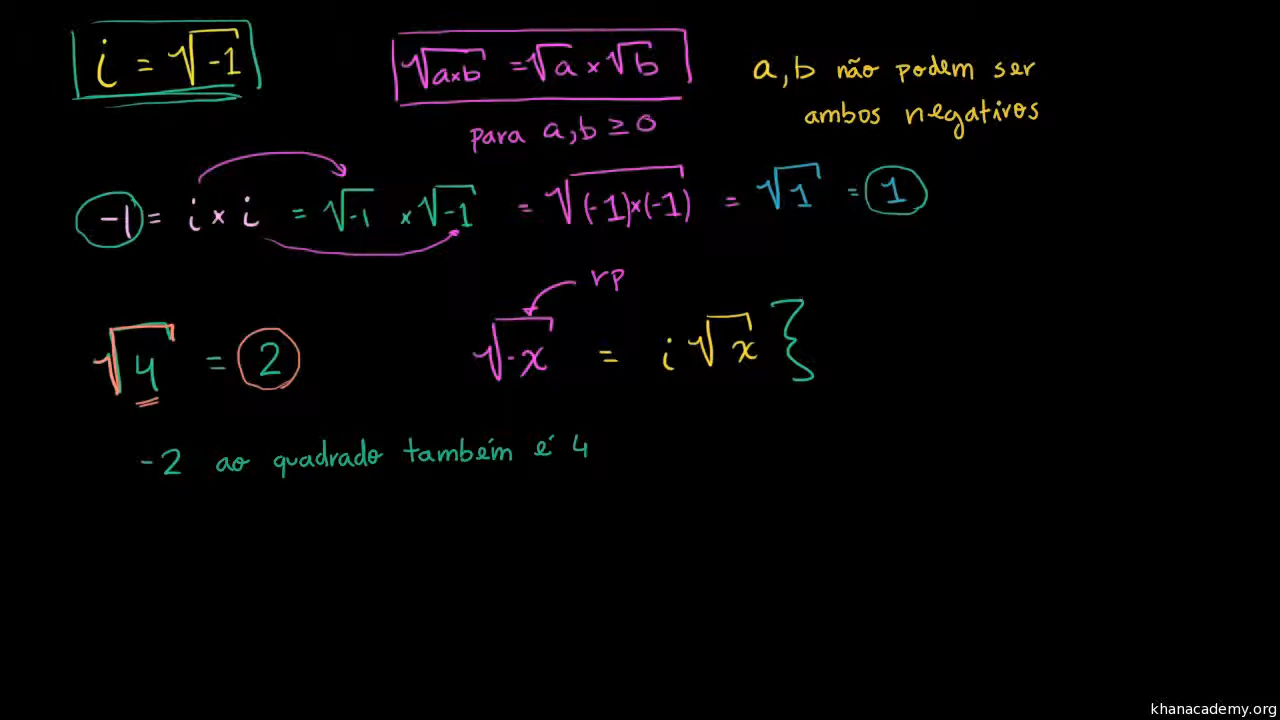 i = √-1
√a×b = √a × √b
a, b não podem ser
ambos negativos
para a, b ≥ 0
-1 = i × i = √-1 × √-1 = √(-1)×(-1) = √1 = 1
rp
√4 = 2
√-x = i√x }
-2 ao quadrado também é 4
khanacademy.org